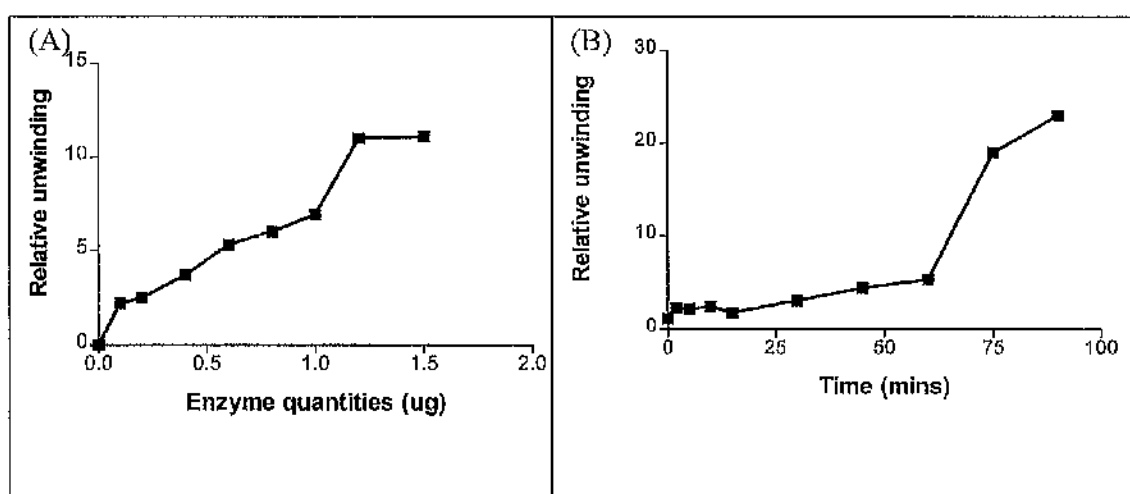 (A)
Relative unwinding
15
10
5
0
0.0 0.5 1.0 1.5 2.0
Enzyme quantities (ug)
(B)
Relative unwinding
30
20
10
0
0 25 50 75 100
Time (mins)